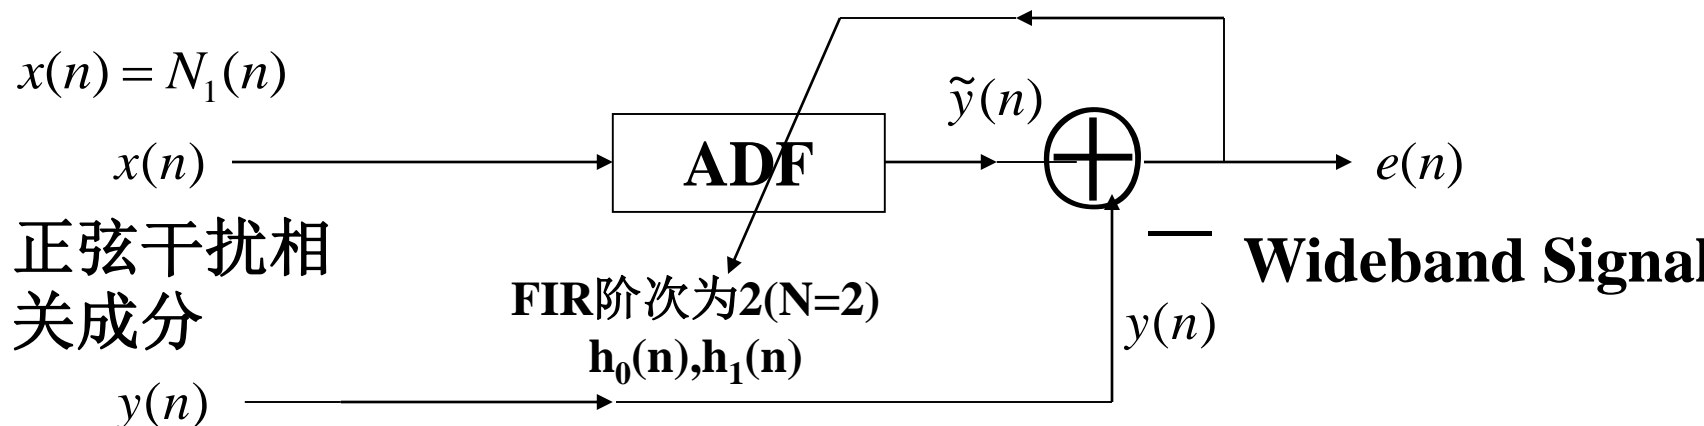 x(n) = N₁(n)
ỹ(n)
x(n)
ADF
e(n)
正弦干扰相
关成分
— Wideband Signal
FIR阶次为2(N=2)
y(n)
h₀(n),h₁(n)
y(n)